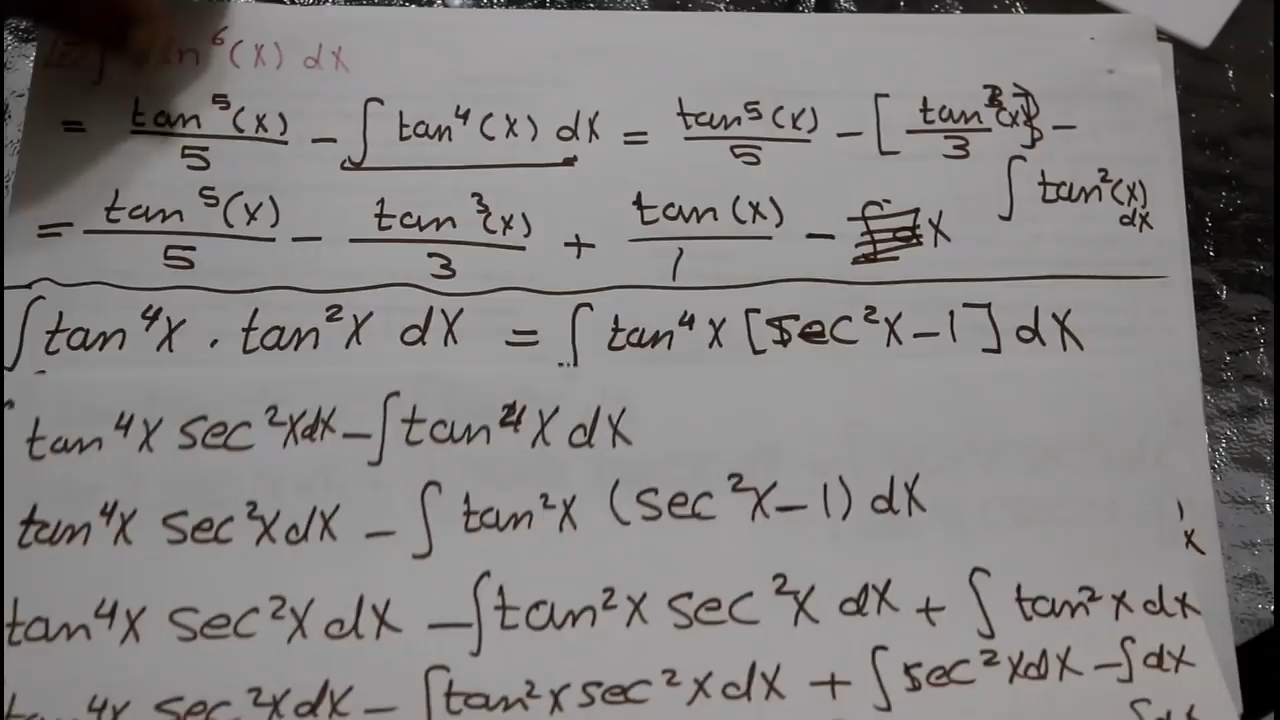 n⁶(x) dx
= tan⁵(x)/5 - ∫ tan⁴(x) dx = tan⁵(x)/5 - [ tan³(x)/3 -
∫ tan²(x) dx
= tan⁵(x)/5 - tan³(x)/3 + tan(x)/1 - x
∫ tan⁴x . tan²x dx = ∫ tan⁴x [sec²x-1] dx
tan⁴x sec²x dx - ∫ tan⁴x dx
tan⁴x sec²x dx - ∫ tan²x (sec²x-1) dx
x
tan⁴x sec²x dx - ∫ tan²x sec²x dx + ∫ tan²x dx
tan⁴x sec²x dx - ∫ tan²x sec²x dx + ∫ sec²x dx - ∫ dx